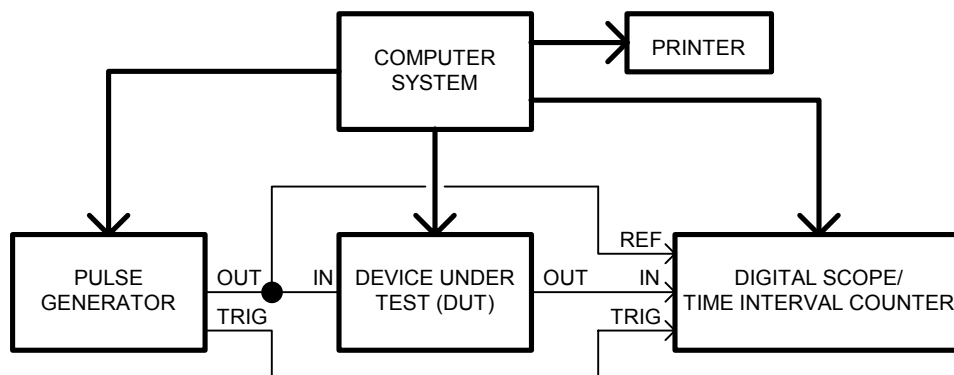 COMPUTER
SYSTEM
PRINTER
REF
PULSE
GENERATOR
OUT
IN
DEVICE UNDER
TEST (DUT)
OUT
IN
DIGITAL SCOPE/
TIME INTERVAL COUNTER
TRIG
TRIG